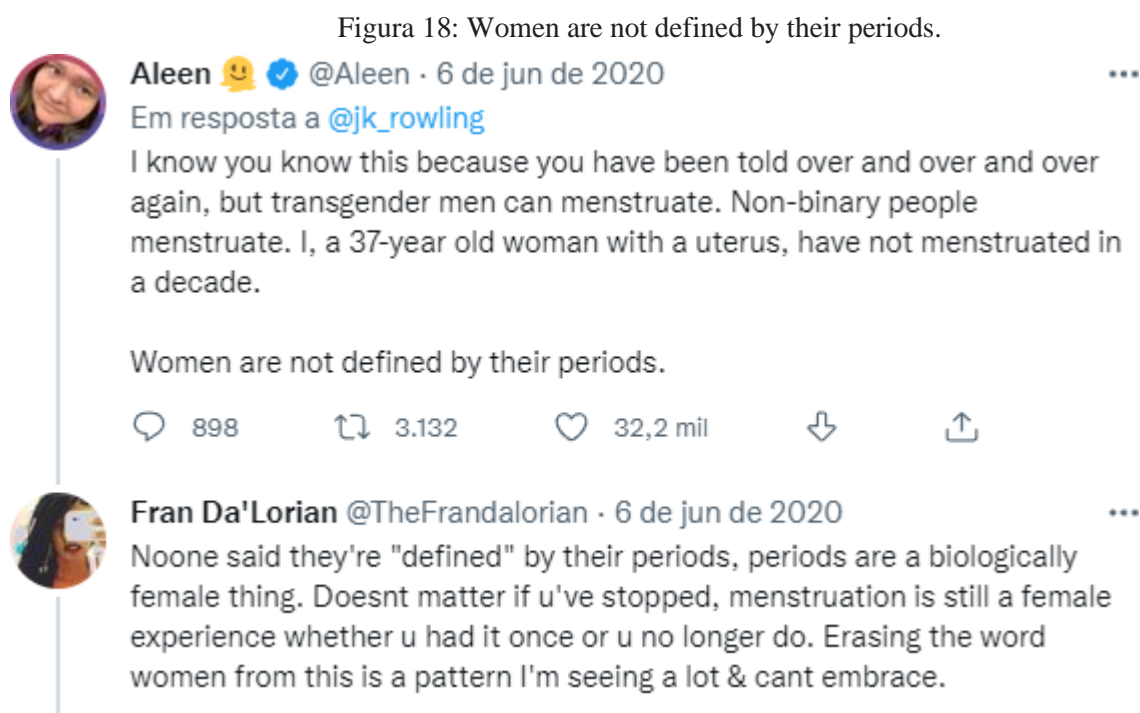 Figura 18: Women are not defined by their periods.
Aleen @Aleen · 6 de jun de 2020
Em resposta a @jk_rowling
I know you know this because you have been told over and over and over
again, but transgender men can menstruate. Non-binary people
menstruate. I, a 37-year old woman with a uterus, have not menstruated in
a decade.
Women are not defined by their periods.
898 3.132 32,2 mil
Fran Da'Lorian @TheFrandalorian · 6 de jun de 2020
Noone said they're "defined" by their periods, periods are a biologically
female thing. Doesnt matter if u've stopped, menstruation is still a female
experience whether u had it once or u no longer do. Erasing the word
women from this is a pattern I'm seeing a lot & cant embrace.